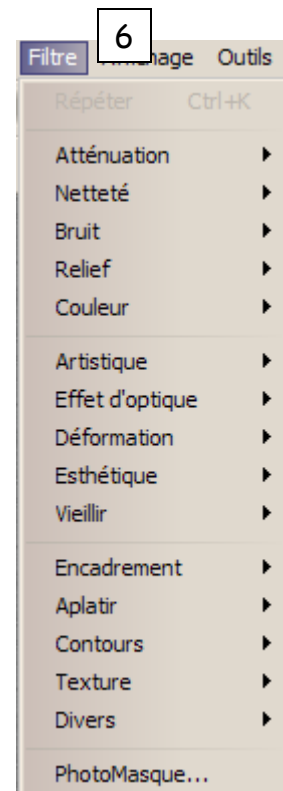 6
Filtre Affichage Outils
Répéter Ctrl+K
Atténuation
Netteté
Bruit
Relief
Couleur
Artistique
Effet d'optique
Déformation
Esthétique
Vieillir
Encadrement
Aplatir
Contours
Texture
Divers
PhotoMasque...